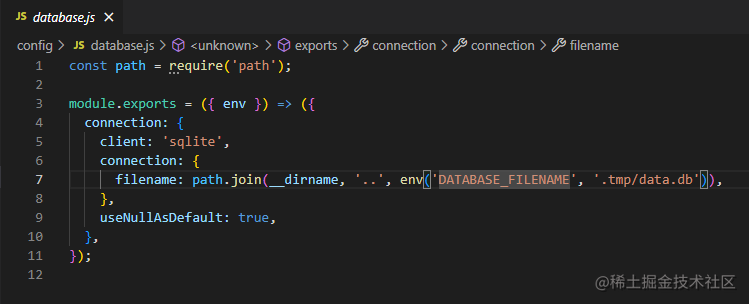 JS database.js ×
config > JS database.js > <unknown> > exports > connection > connection > filename
1 const path = require('path');
2
3 module.exports = ({ env }) => ({
4   connection: {
5     client: 'sqlite',
6     connection: {
7       filename: path.join(__dirname, '..', env('DATABASE_FILENAME', '.tmp/data.db')),
8     },
9     useNullAsDefault: true,
10   },
11 });
12
@稀土掘金技术社区